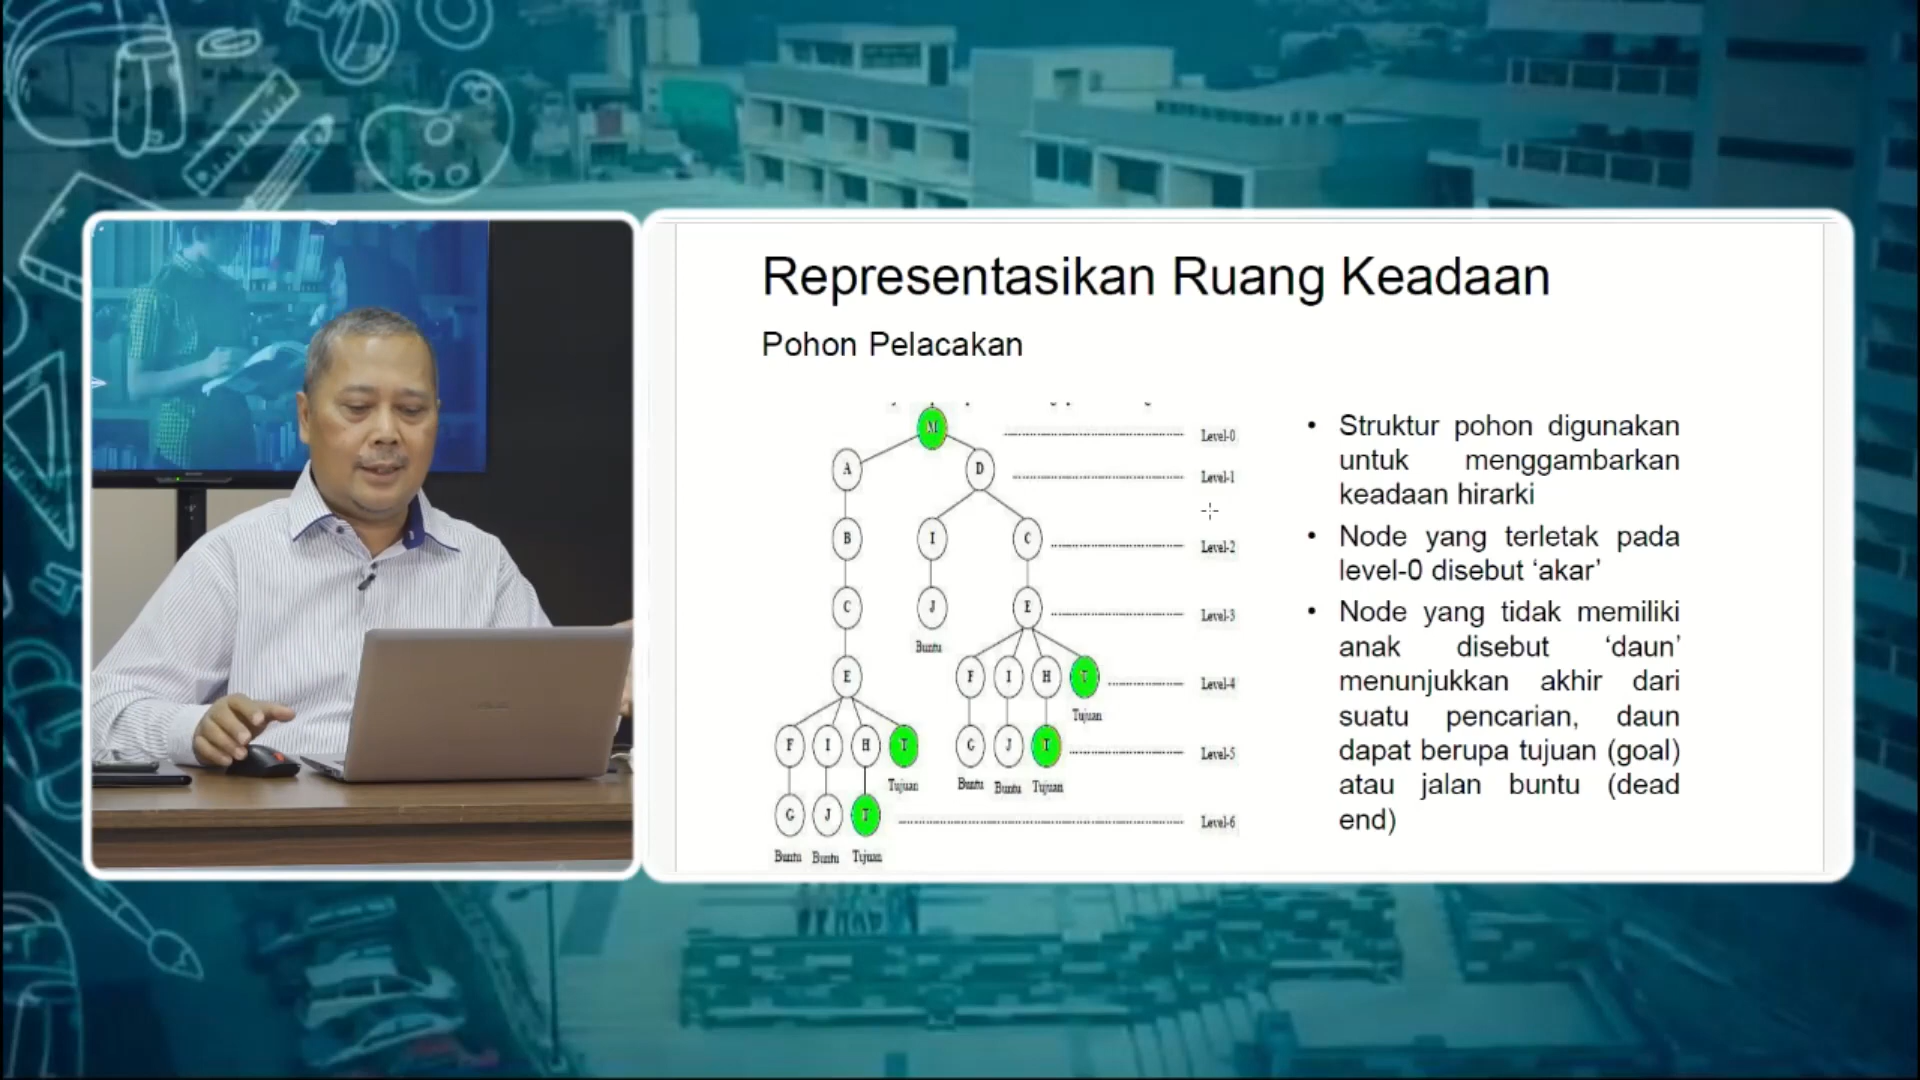 Representasikan Ruang Keadaan
Pohon Pelacakan
M
Level-0
A
D
Level-1
B
I
C
Level-2
C
J
E
Level-3
Buntu
E
F
I
H
T
Level-4
Tujuan
F
I
H
T
G
J
T
Level-5
Tujuan
Buntu
Buntu
Tujuan
G
J
T
Level-6
Buntu
Buntu
Tujuan
• Struktur pohon digunakan
untuk menggambarkan
keadaan hirarki
• Node yang terletak pada
level-0 disebut ‘akar’
• Node yang tidak memiliki
anak disebut ‘daun’
menunjukkan akhir dari
suatu pencarian, daun
dapat berupa tujuan (goal)
atau jalan buntu (dead
end)